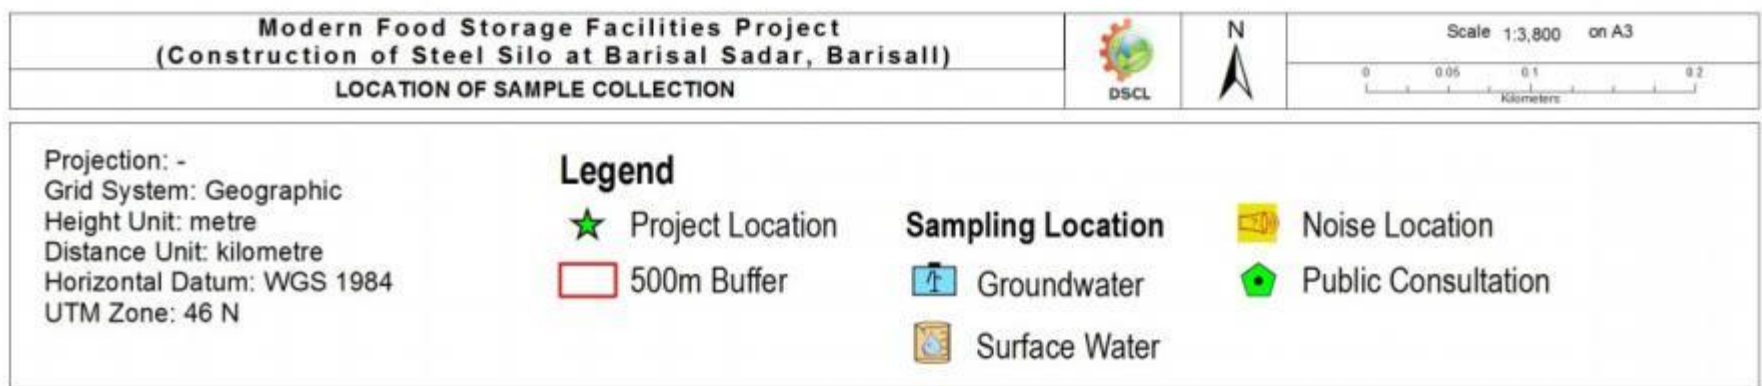 Modern Food Storage Facilities Project
(Construction of Steel Silo at Barisal Sadar, Barisall)
LOCATION OF SAMPLE COLLECTION
DSCL
N
Scale 1:3,800 on A3
0 0.05 0.1 0.2
Kilometers
Projection: -
Grid System: Geographic
Height Unit: metre
Distance Unit: kilometre
Horizontal Datum: WGS 1984
UTM Zone: 46 N
Legend
Project Location
500m Buffer
Sampling Location
Groundwater
Surface Water
Noise Location
Public Consultation